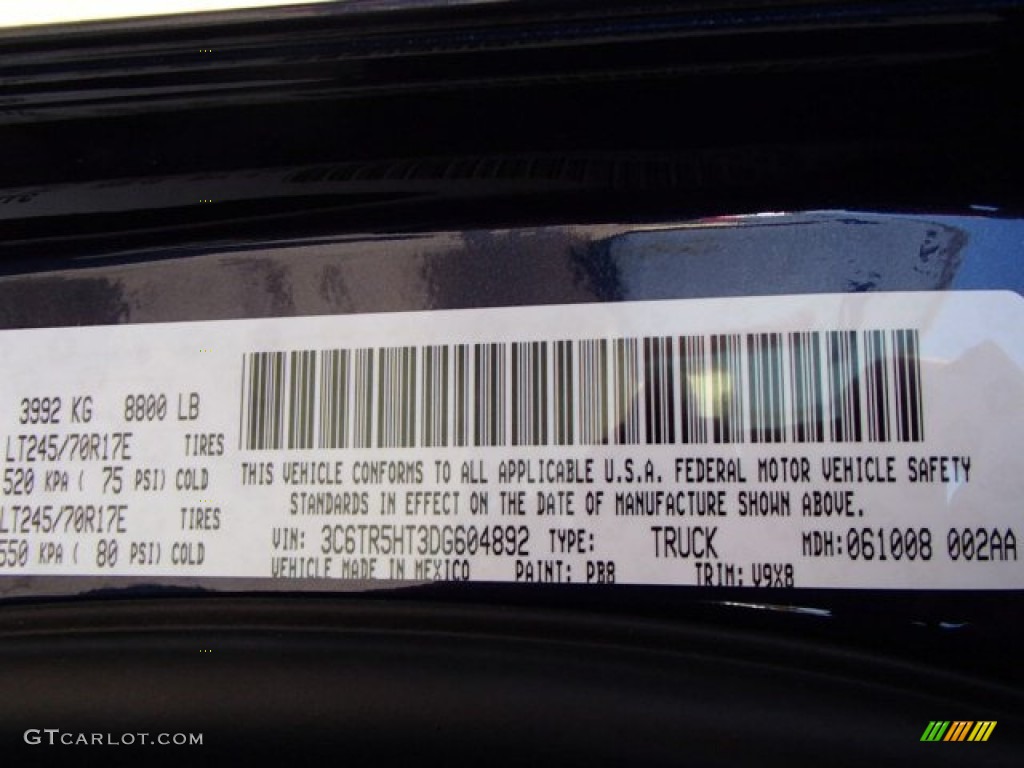 3992 KG 8800 LB
LT245/70R17E TIRES
520 KPA ( 75 PSI) COLD
LT245/70R17E TIRES
550 KPA ( 80 PSI) COLD
THIS VEHICLE CONFORMS TO ALL APPLICABLE U.S.A. FEDERAL MOTOR VEHICLE SAFETY
STANDARDS IN EFFECT ON THE DATE OF MANUFACTURE SHOWN ABOVE.
VIN: 3C6TR5HT3DG604892 TYPE: TRUCK MDH:061008 002AA
VEHICLE MADE IN MEXICO PAINT: PB8 TRIM: V9X8
GTCARLOT.COM